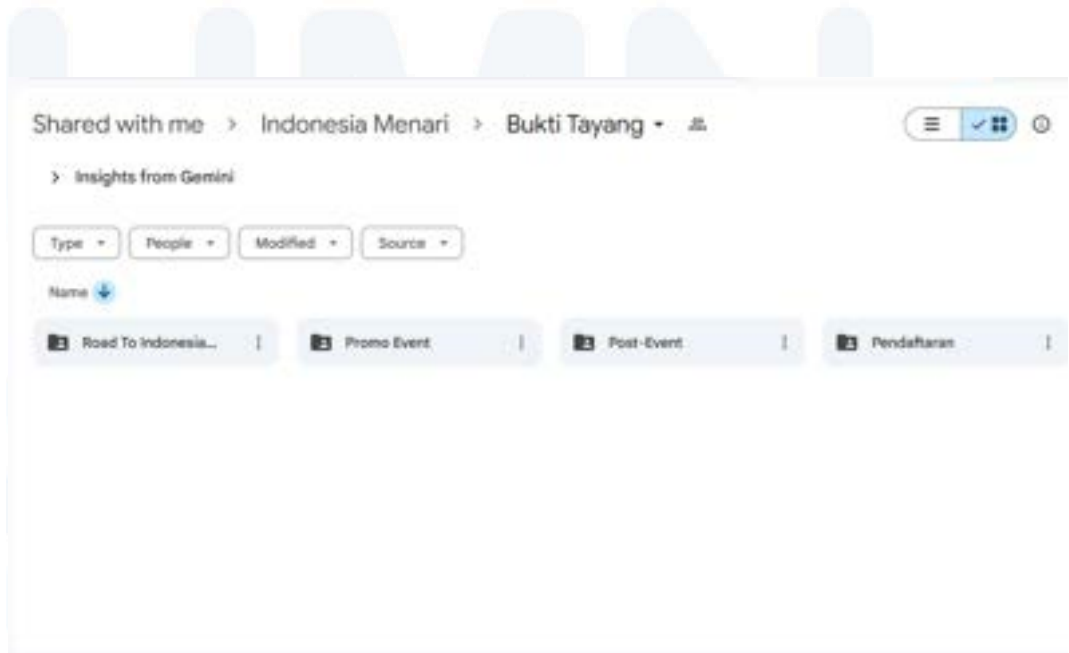 Shared with me > Indonesia Menari > Bukti Tayang
> Insights from Gemini
Type People Modified Source
Name
Road To Indonesia... Promo Event Post-Event Pendaftaran